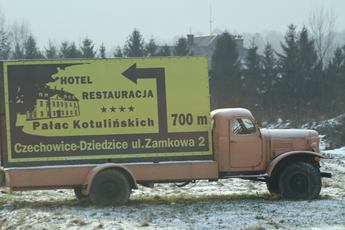 HOTEL
RESTAURACJA
★★★★
Pałac Kotulińskich 700 m
Czechowice-Dziedzice ul.Zamkowa 2